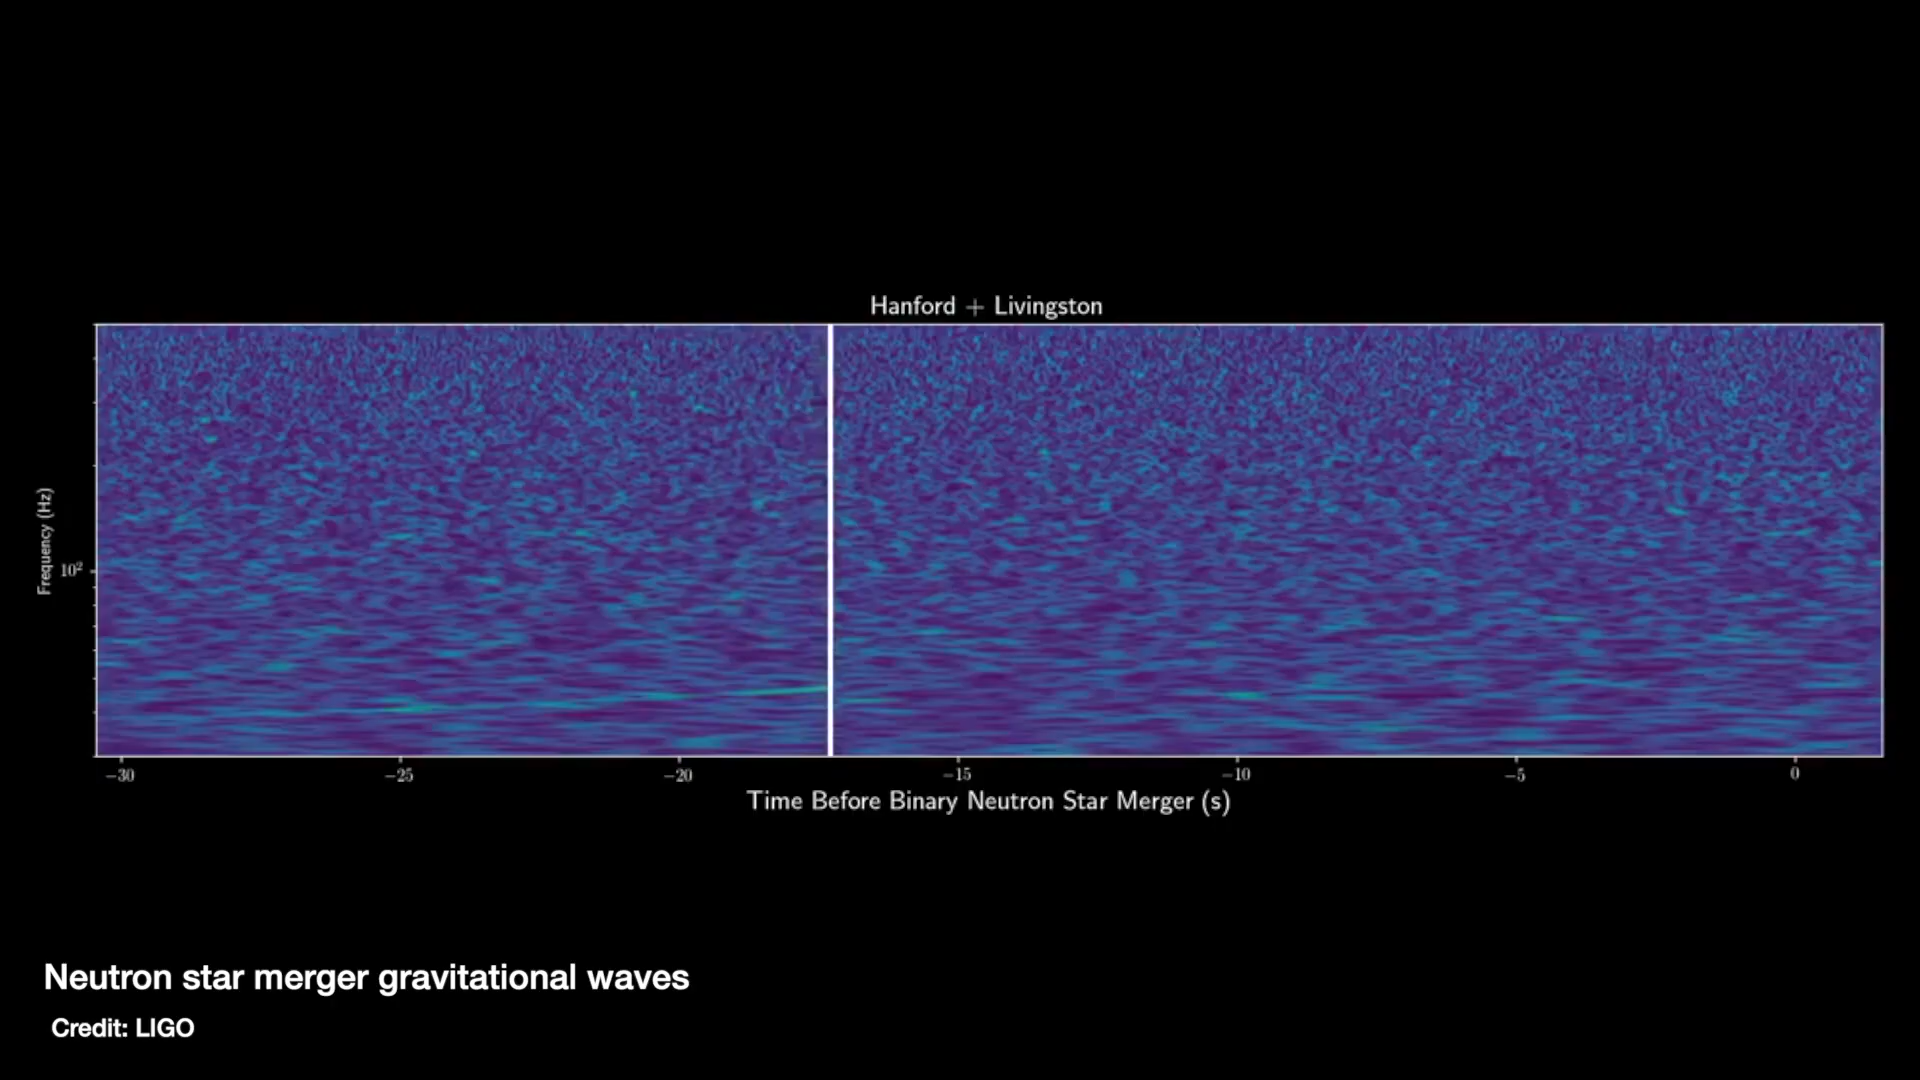 Hanford + Livingston
Frequency (Hz)
10²
−30 −25 −20 −15 −10 −5 0
Time Before Binary Neutron Star Merger (s)
Neutron star merger gravitational waves
Credit: LIGO